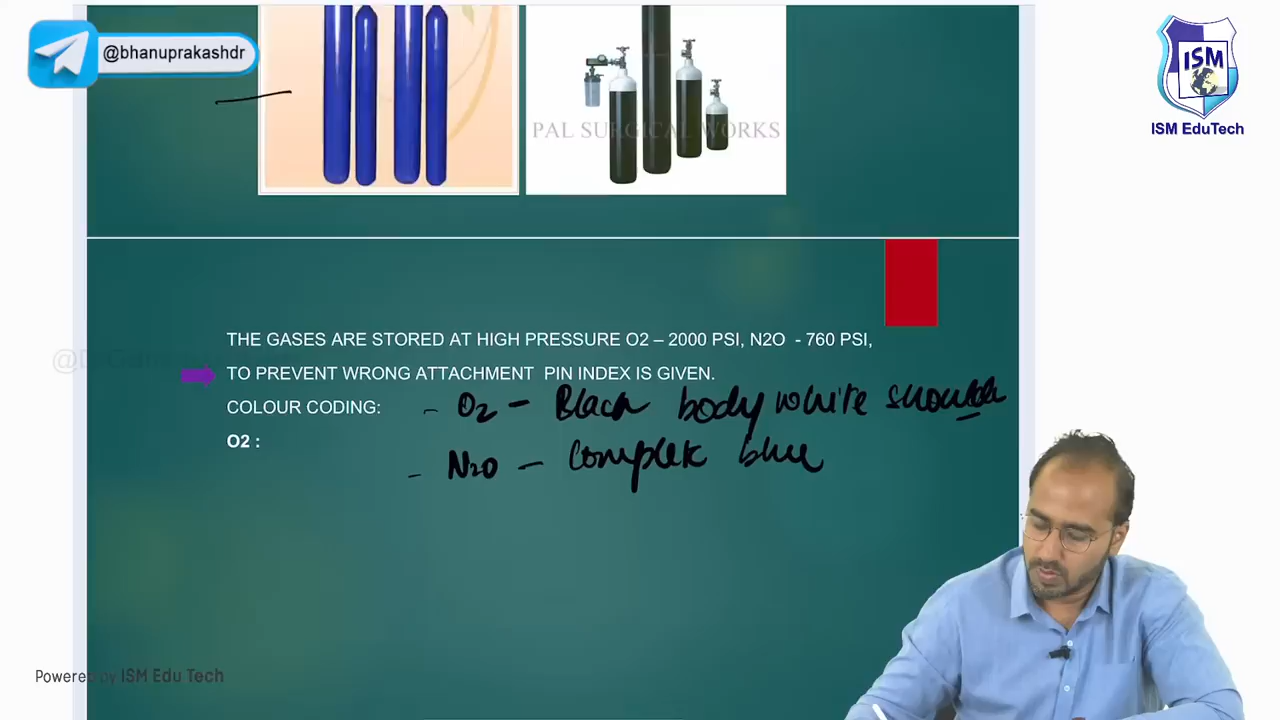 @bhanuprakashdr
ISM
ISM EduTech
PAL SURGICAL WORKS
THE GASES ARE STORED AT HIGH PRESSURE O2 – 2000 PSI, N2O - 760 PSI,
TO PREVENT WRONG ATTACHMENT PIN INDEX IS GIVEN.
COLOUR CODING: - O2 - Black body white shoulder
O2 :
- N2O - Complete blue
Powered by ISM Edu Tech